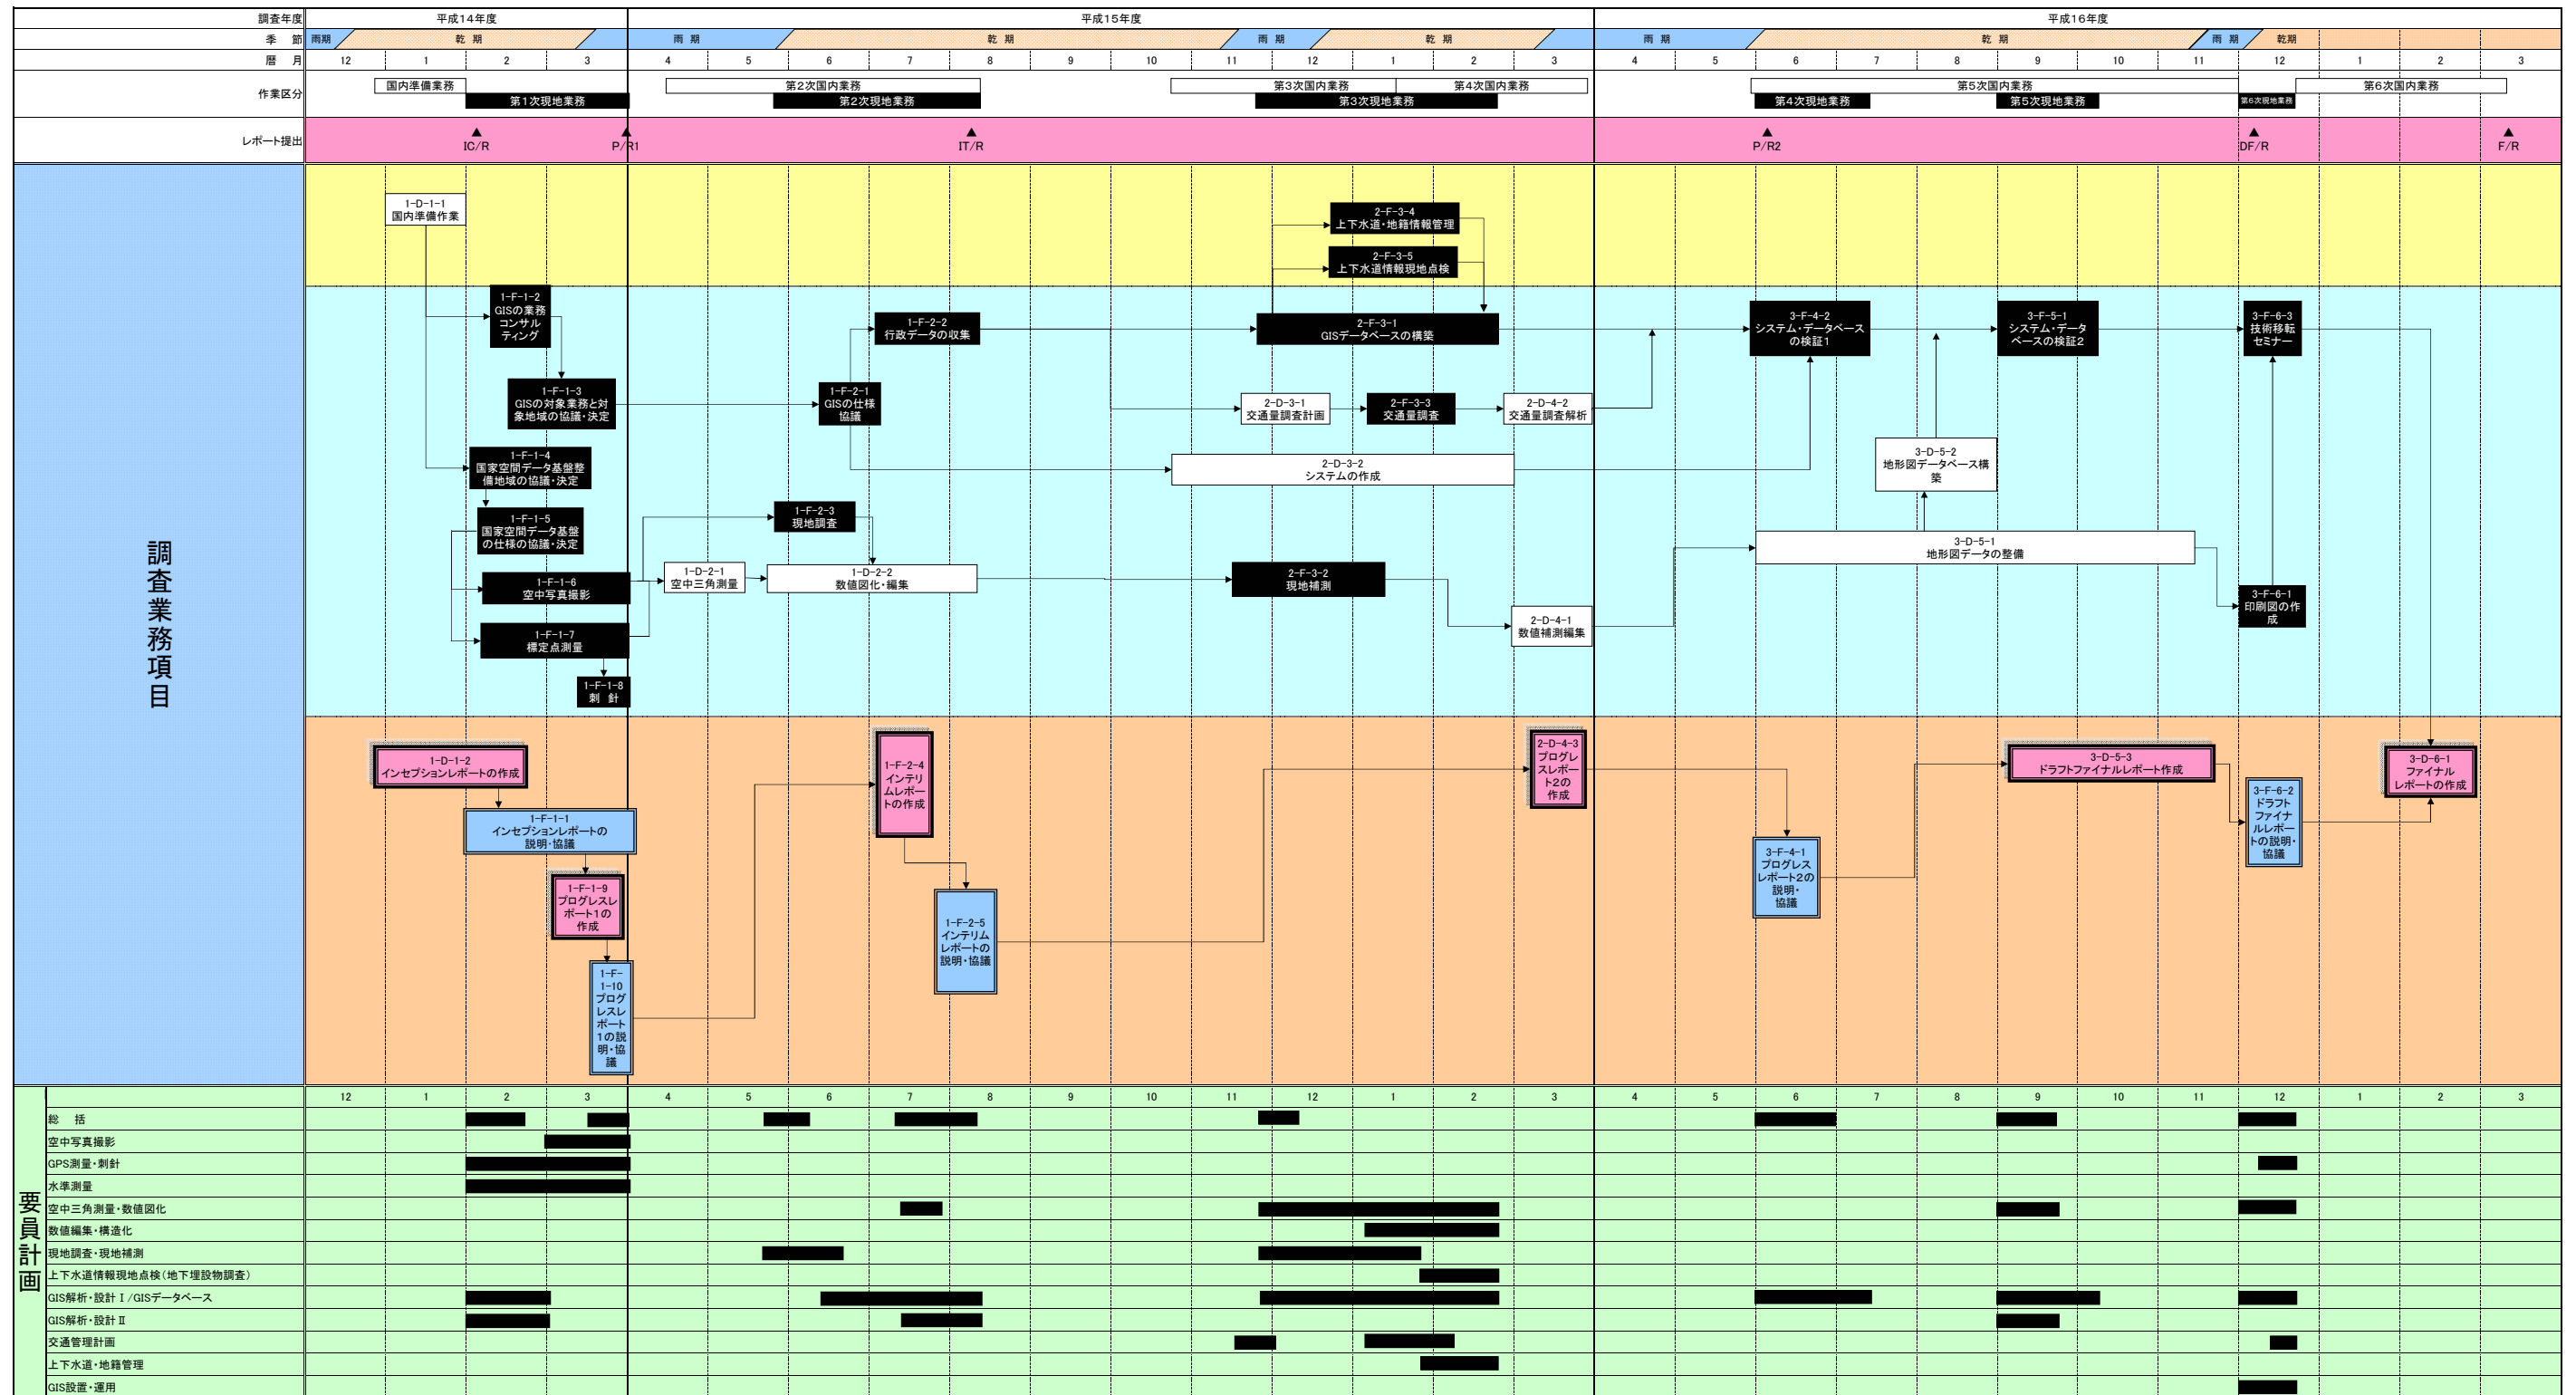 調査年度
平成14年度
平成15年度
平成16年度
季 節
雨期
乾 期
雨 期
乾 期
雨 期
乾 期
雨 期
乾 期
雨 期
乾期
暦 月
12 1 2 3 4 5 6 7 8 9 10 11 12 1 2 3 4 5 6 7 8 9 10 11 12 1 2 3
作業区分
国内準備業務
第2次国内業務
第3次国内業務
第4次国内業務
第5次国内業務
第6次国内業務
第1次現地業務
第2次現地業務
第3次現地業務
第4次現地業務
第5次現地業務
第6次現地業務
レポート提出
▲ ▲ ▲ ▲ ▲ ▲
IC/R
P/R1
IT/R
P/R2
DF/R
F/R
調査業務項目
1-D-1-1
国内準備作業
2-F-3-4
上下水道・地籍情報管理
2-F-3-5
上下水道情報現地点検
1-F-1-2
GISの業務
コンサル
ティング
1-F-2-2
行政データの収集
2-F-3-1
GISデータベースの構築
3-F-4-2
システム・データベース
の検証1
3-F-5-1
システム・データ
ベースの検証2
3-F-6-3
技術移転
セミナー
1-F-1-3
GISの対象業務と対
象地域の協議・決定
1-F-2-1
GISの仕様
協議
2-D-3-1
交通量調査計画
2-F-3-3
交通量調査
2-D-4-2
交通量調査解析
1-F-1-4
国家空間データ基盤整
備地域の協議・決定
2-D-3-2
システムの作成
3-D-5-2
地形図データベース構
築
1-F-1-5
国家空間データ基盤
の仕様の協議・決定
1-F-2-3
現地調査
3-D-5-1
地形図データの整備
1-F-1-6
空中写真撮影
1-D-2-1
空中三角測量
1-D-2-2
数値図化・編集
2-F-3-2
現地補測
3-F-6-1
印刷図の作
成
1-F-1-7
標定点測量
2-D-4-1
数値補測編集
1-F-1-8
刺 針
1-D-1-2
インセプションレポートの作成
1-F-2-4
インテリ
ムレポー
トの作成
2-D-4-3
プログレ
スレポー
ト2の
作成
3-D-5-3
ドラフトファイナルレポート作成
3-D-6-1
ファイナル
レポートの作成
1-F-1-1
インセプションレポートの
説明・協議
3-F-6-2
ドラフト
ファイナ
ルレポー
トの説明・
協議
1-F-1-9
プログレスレ
ポート1の
作成
3-F-4-1
プログレス
レポート2の
説明・
協議
1-F-2-5
インテリム
レポートの
説明・協議
1-F-
1-10
プログ
レスレ
ポート
1の説
明・協
議
要員計画
12 1 2 3 4 5 6 7 8 9 10 11 12 1 2 3 4 5 6 7 8 9 10 11 12 1 2 3
総 括
空中写真撮影
GPS測量・刺針
水準測量
空中三角測量・数値図化
数値編集・構造化
現地調査・現地補測
上下水道情報現地点検（地下埋設物調査）
GIS解析・設計Ⅰ/GISデータベース
GIS解析・設計Ⅱ
交通管理計画
上下水道・地籍管理
GIS設置・運用